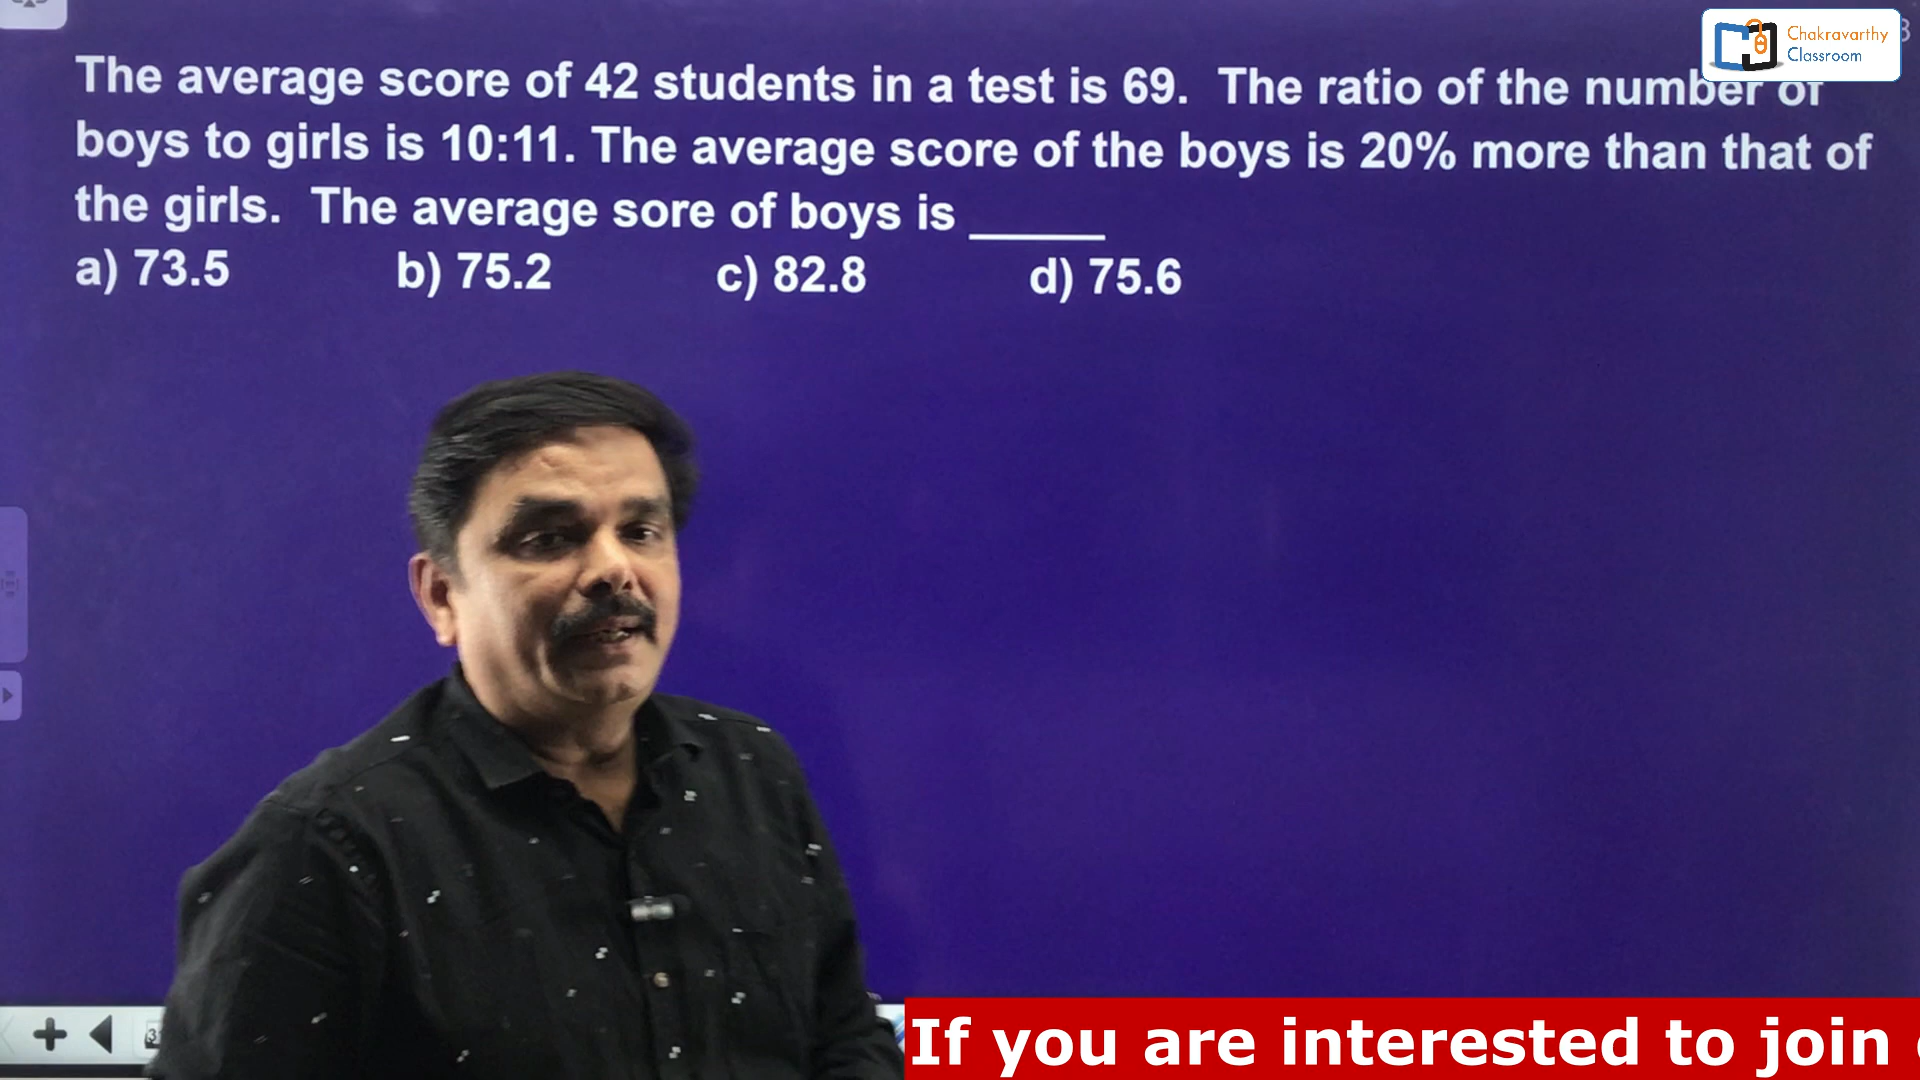 Chakravarthy
Classroom
The average score of 42 students in a test is 69. The ratio of the number of
boys to girls is 10:11. The average score of the boys is 20% more than that of
the girls. The average sore of boys is ______
a) 73.5 b) 75.2 c) 82.8 d) 75.6
If you are interested to join